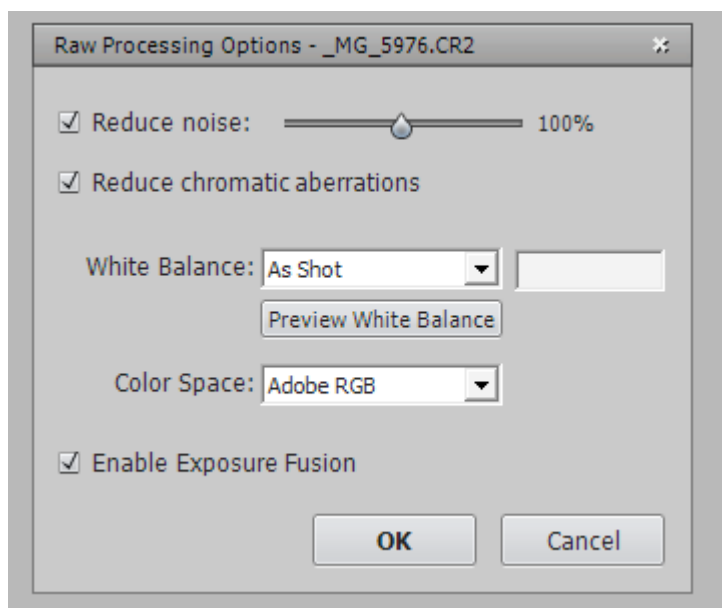 Raw Processing Options - _MG_5976.CR2
Reduce noise: 100%
Reduce chromatic aberrations
White Balance: As Shot
Preview White Balance
Color Space: Adobe RGB
Enable Exposure Fusion
OK Cancel